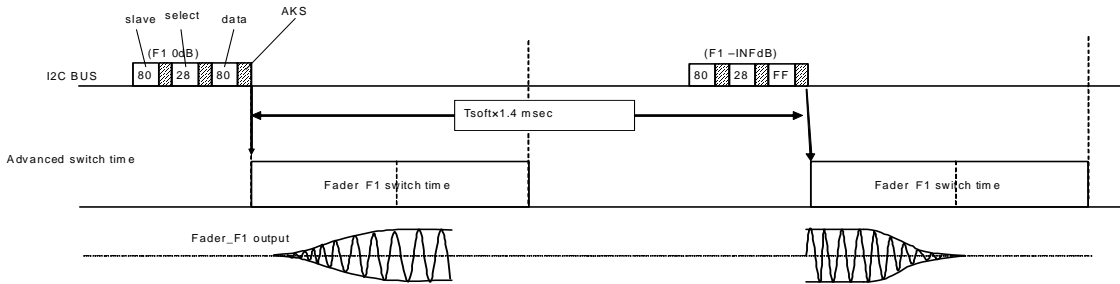 slave select data AKS
(F1 0dB) (F1 –INFdB)
I2C BUS 80 28 80 80 28 FF
Tsoft×1.4 msec
Advanced switch time
Fader F1 switch time Fader F1 switch time
Fader_F1 output